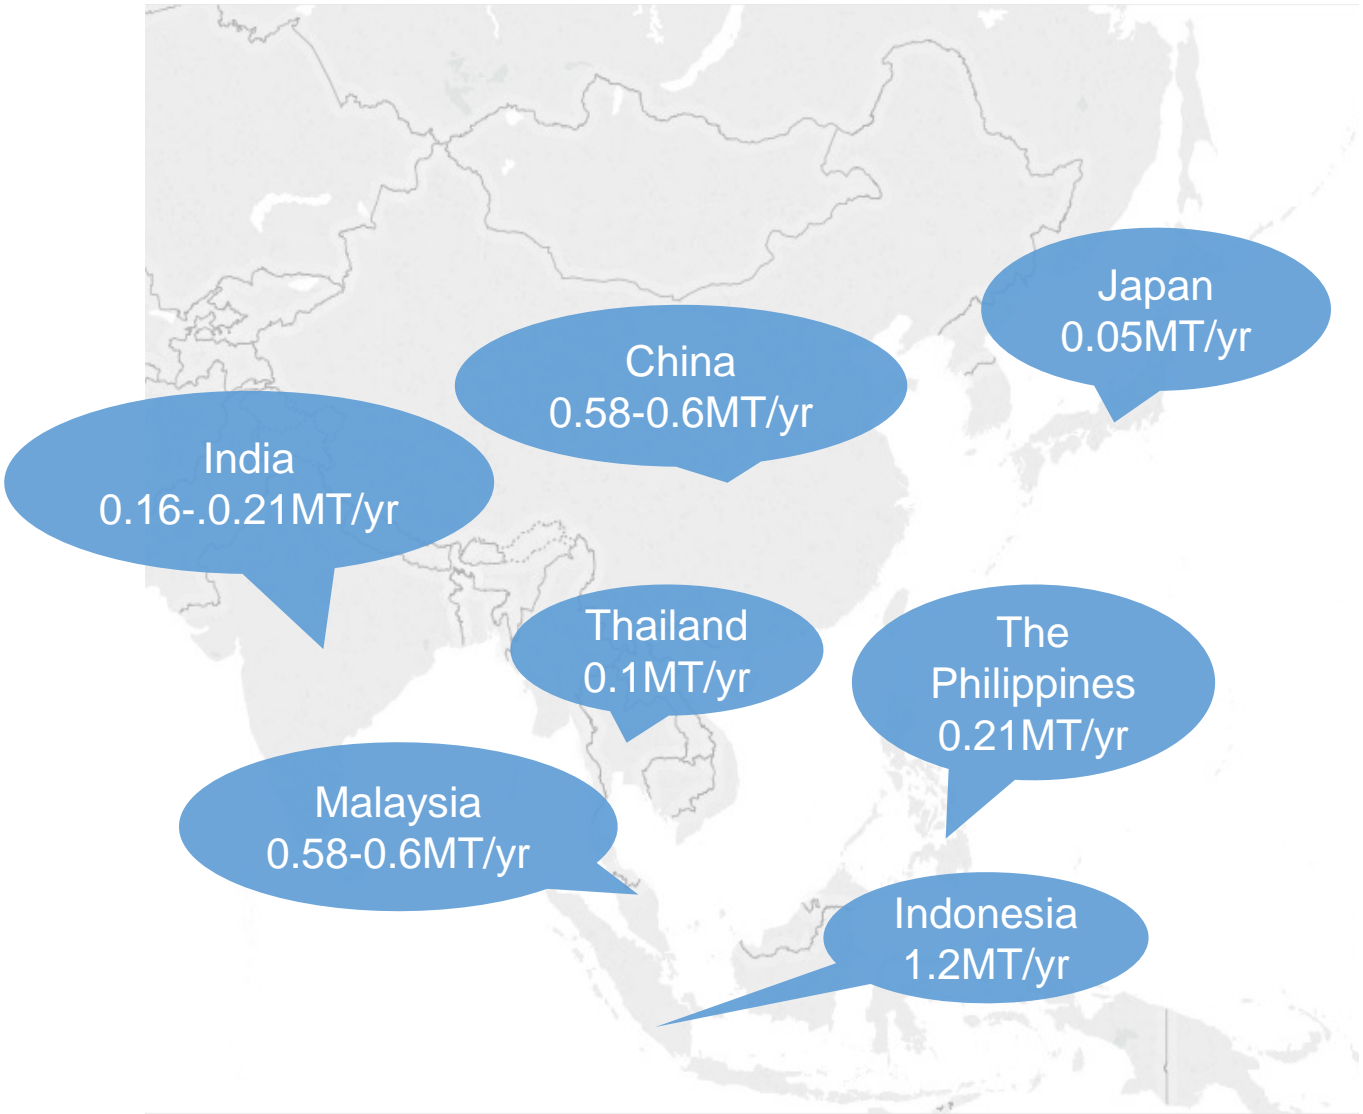 Japan
0.05MT/yr
China
0.58-0.6MT/yr
India
0.16-.0.21MT/yr
Thailand
0.1MT/yr
The
Philippines
0.21MT/yr
Malaysia
0.58-0.6MT/yr
Indonesia
1.2MT/yr